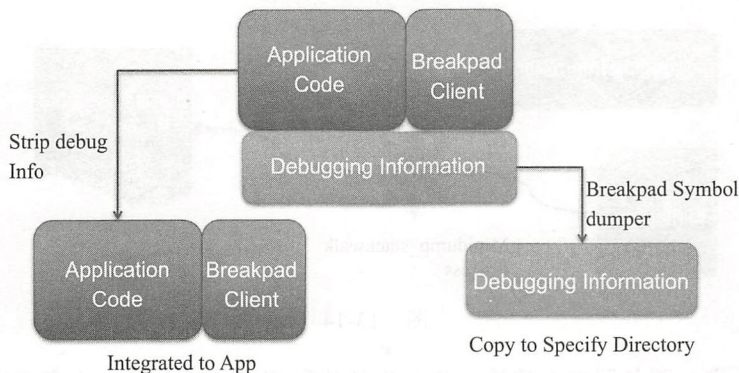 Application
Code
Breakpad
Client
Strip debug
Info
Debugging Information
Breakpad Symbol
dumper
Application
Code
Breakpad
Client
Debugging Information
Integrated to App
Copy to Specify Directory